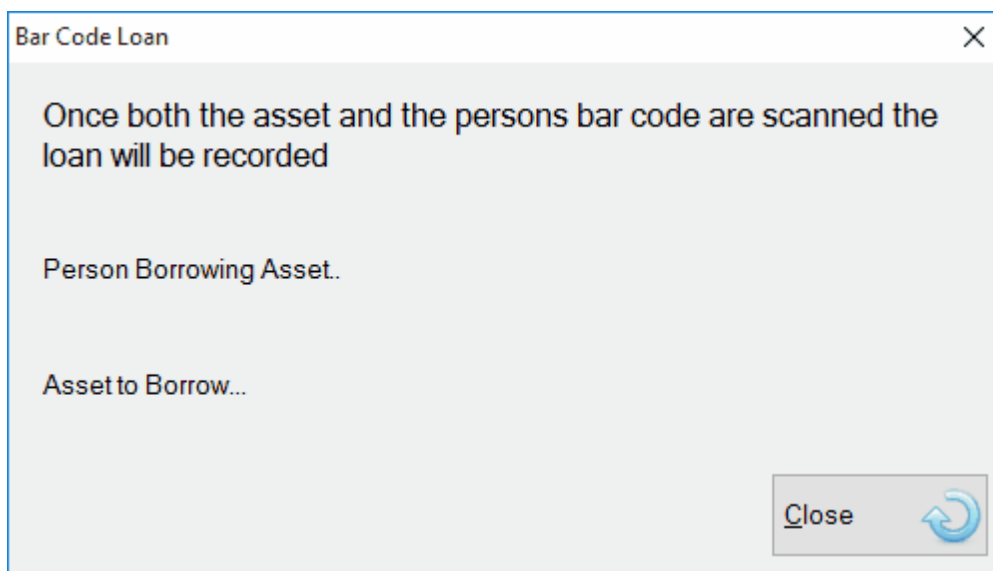 Bar Code Loan
Once both the asset and the persons bar code are scanned the
loan will be recorded
Person Borrowing Asset..
Asset to Borrow...
Close